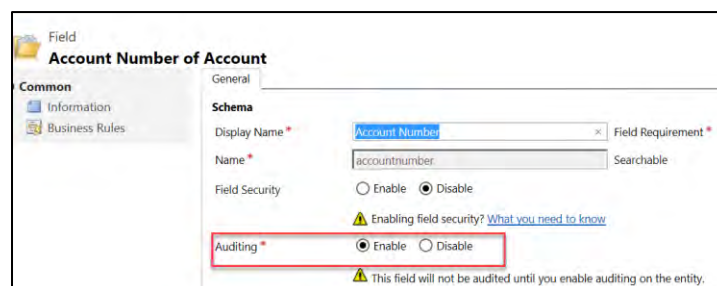 Field
Account Number of Account
Common
Information
Business Rules
General
Schema
Display Name * Account Number × Field Requirement *
Name * accountnumber Searchable
Field Security Enable Disable
Enabling field security? What you need to know
Auditing * Enable Disable
This field will not be audited until you enable auditing on the entity.